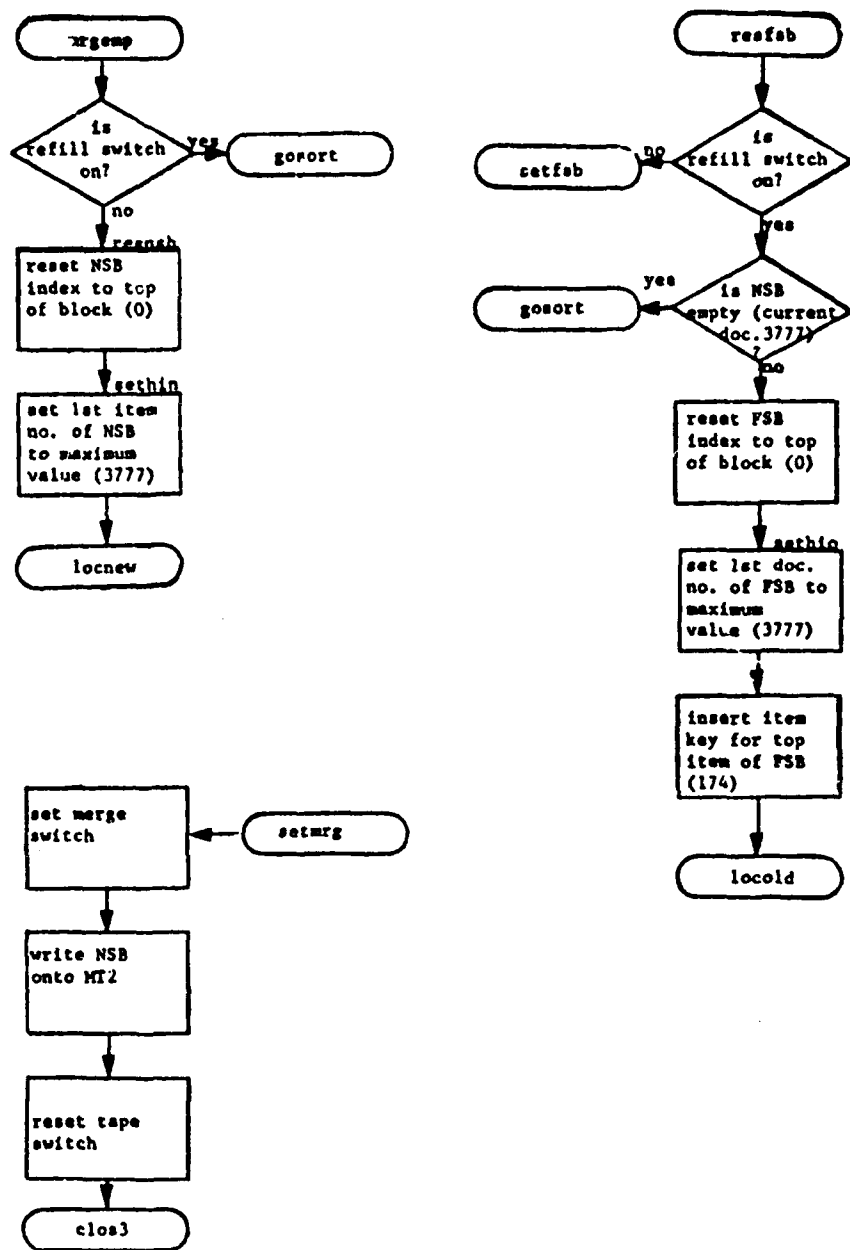 mrgemp
is
refill switch
on?
yes
gosort
no
resnsb
reset NSB
index to top
of block (0)
sethin
set 1st item
no. of NSB
to maximum
value (3777)
locnew
set merge
switch
setmrg
write NSB
onto MT2
reset tape
switch
clos3
resfsb
is
refill switch
on?
no
setfsb
yes
is NSB
empty (current
doc.3777)
?
yes
gosort
no
reset FSB
index to top
of block (0)
sethio
set 1st doc.
no. of FSB to
maximum
value (3777)
insert item
key for top
item of FSB
(174)
locold